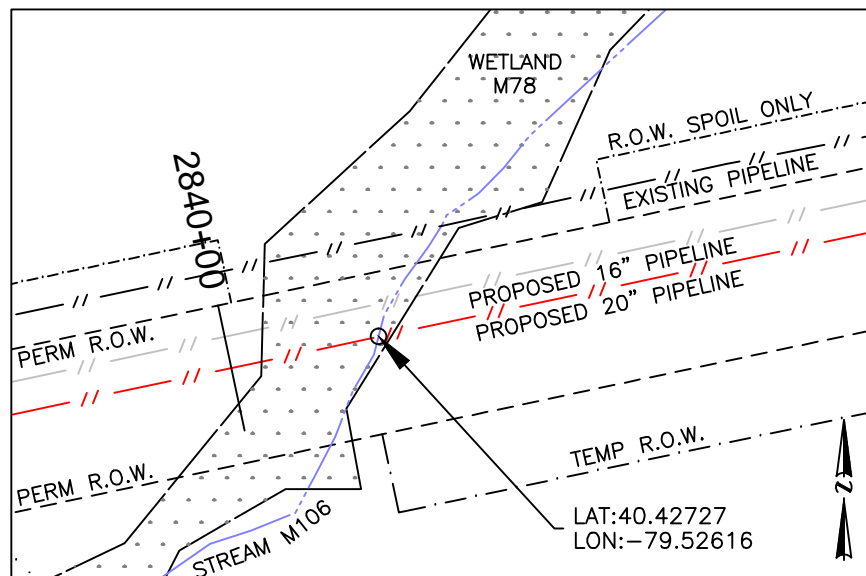 WETLAND
M78
R.O.W. SPOIL ONLY
EXISTING PIPELINE
2840+00
PROPOSED 16” PIPELINE
PROPOSED 20” PIPELINE
PERM R.O.W.
PERM R.O.W.
TEMP R.O.W.
STREAM M106
LAT:40.42727
LON:-79.52616
N